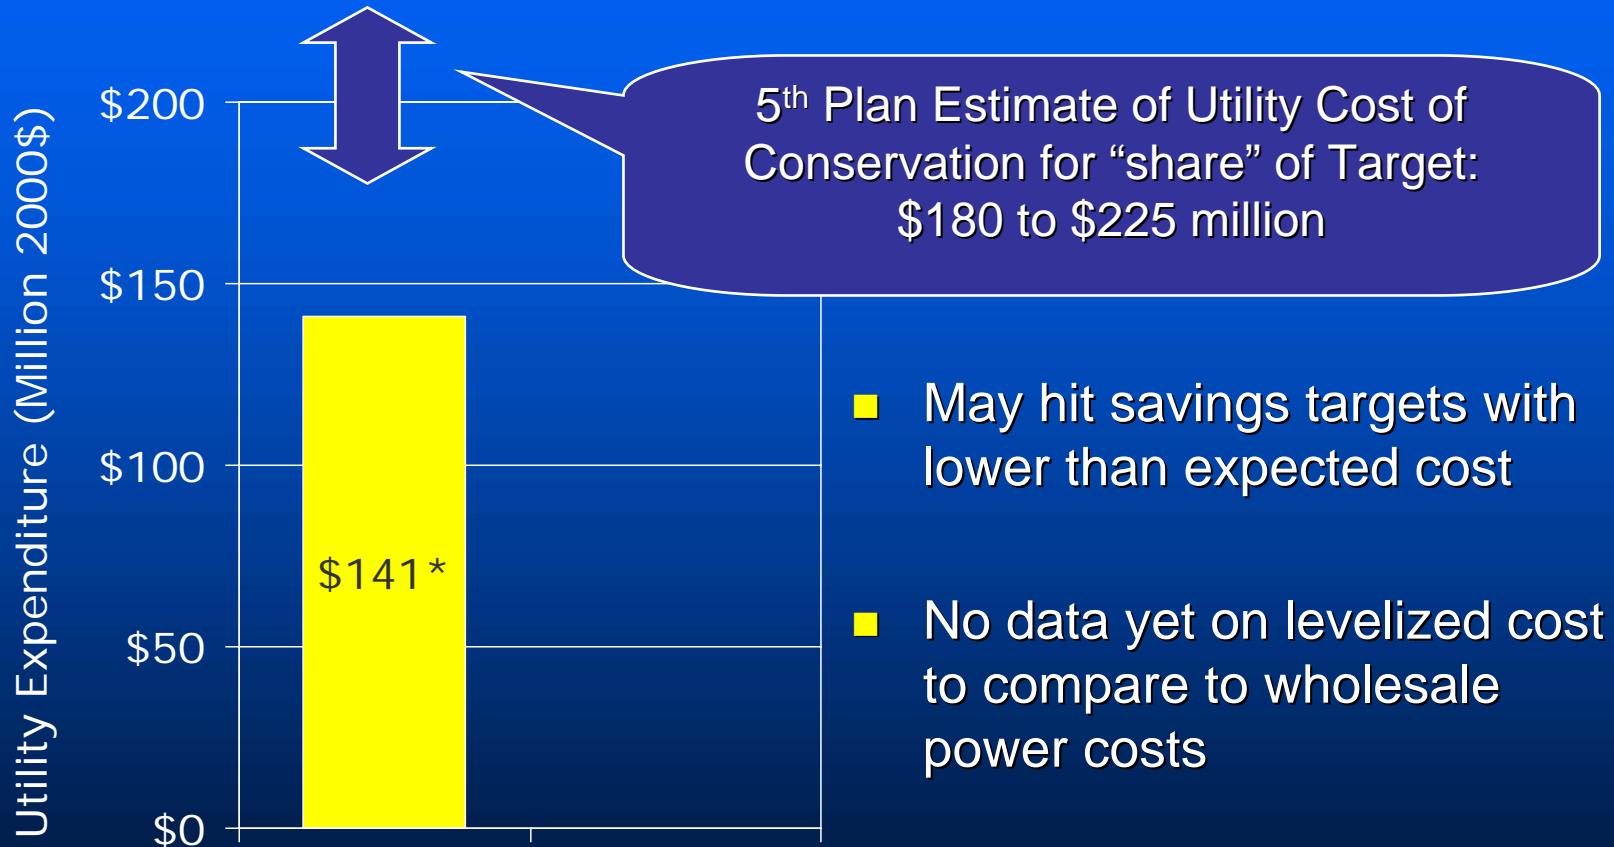 Utility Expenditure (Million 2000$)
$200
$150
$100
$50
$0
$141*
5th Plan Estimate of Utility Cost of
Conservation for “share” of Target:
$180 to $225 million
May hit savings targets with
lower than expected cost
No data yet on levelized cost
to compare to wholesale
power costs